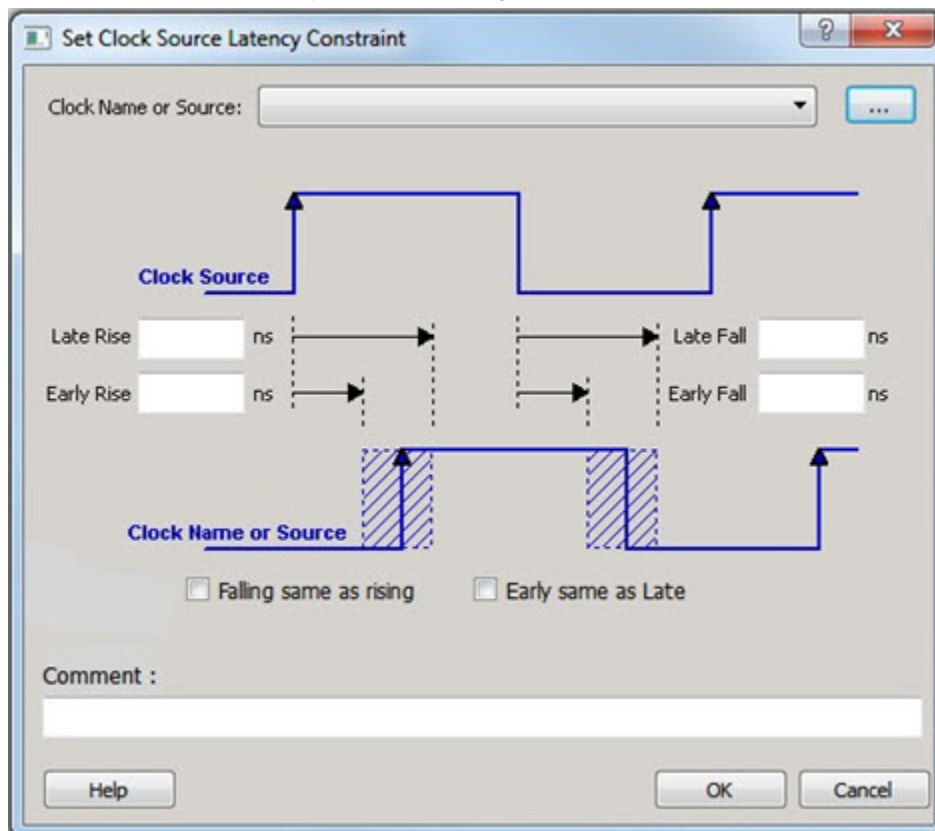 Set Clock Source Latency Constraint
?
Clock Name or Source:
...
Clock Source
Late Rise ns Late Fall ns
Early Rise ns Early Fall ns
Clock Name or Source
Falling same as rising Early same as Late
Comment :
Help OK Cancel